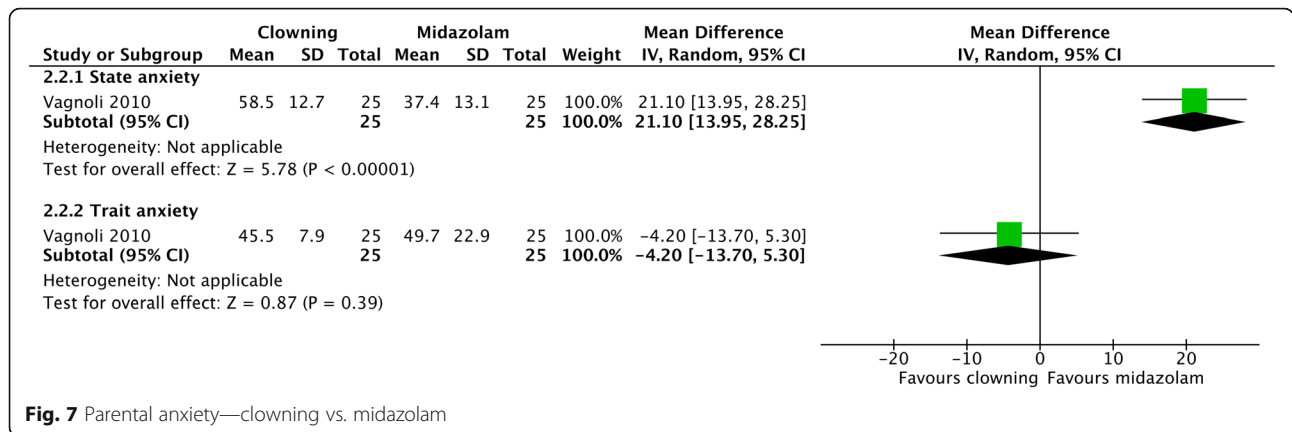 Clowning Midazolam Mean Difference Mean Difference
Study or Subgroup Mean SD Total Mean SD Total Weight IV, Random, 95% CI IV, Random, 95% CI
2.2.1 State anxiety
Vagnoli 2010 58.5 12.7 25 37.4 13.1 25 100.0% 21.10 [13.95, 28.25]
Subtotal (95% CI) 25 25 100.0% 21.10 [13.95, 28.25]
Heterogeneity: Not applicable
Test for overall effect: Z = 5.78 (P < 0.00001)
2.2.2 Trait anxiety
Vagnoli 2010 45.5 7.9 25 49.7 22.9 25 100.0% −4.20 [−13.70, 5.30]
Subtotal (95% CI) 25 25 100.0% −4.20 [−13.70, 5.30]
Heterogeneity: Not applicable
Test for overall effect: Z = 0.87 (P = 0.39)
−20 −10 0 10 20
Favours clowning Favours midazolam
Fig. 7 Parental anxiety—clowning vs. midazolam